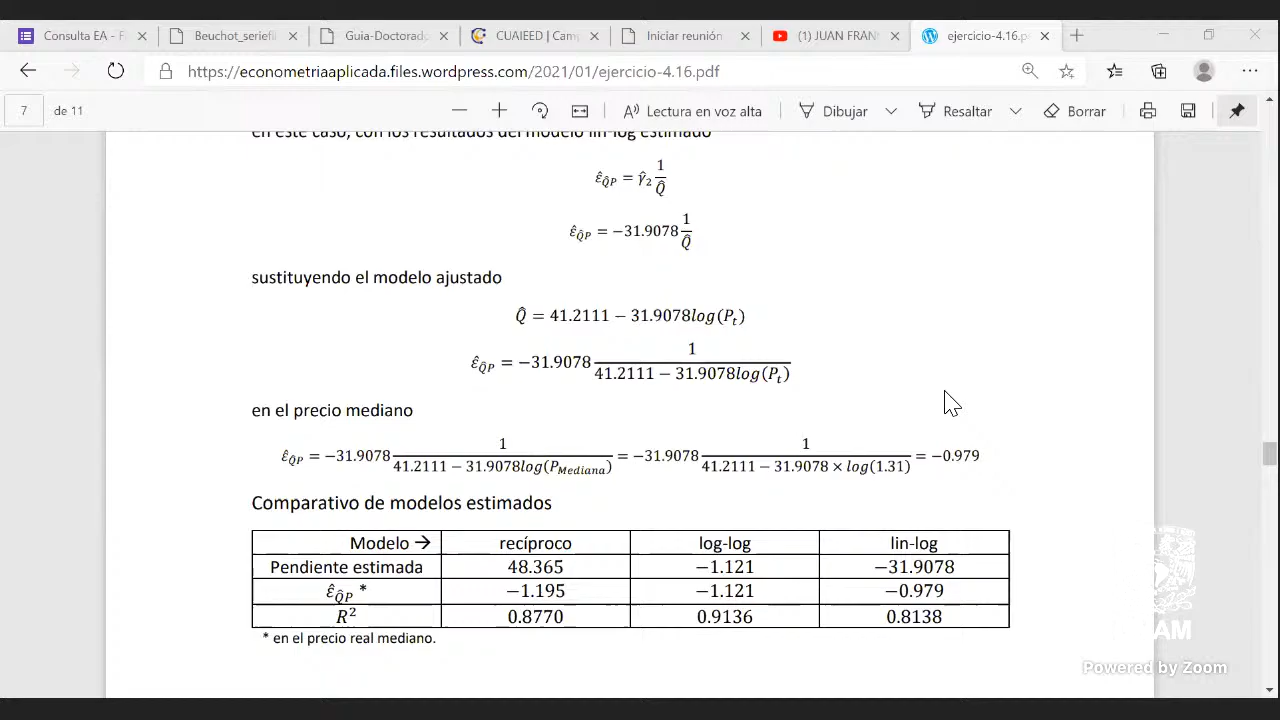 Consulta EA - F
Beuchot_seriefil
Guia-Doctorado
CUAIEED | Cam
Iniciar reunión
(1) JUAN FRAN
ejercicio-4.16.p
https://econometriaaplicada.files.wordpress.com/2021/01/ejercicio-4.16.pdf
7 de 11
Lectura en voz alta
Dibujar
Resaltar
Borrar
en este caso, con los resultados del modelo lin-log estimado
ε̂_Q̂P = γ̂₂ 1/Q̂
ε̂_Q̂P = −31.9078 1/Q̂
sustituyendo el modelo ajustado
Q̂ = 41.2111 − 31.9078log(Pₜ)
ε̂_Q̂P = −31.9078 1/(41.2111 − 31.9078log(Pₜ))
en el precio mediano
ε̂_Q̂P = −31.9078 1/(41.2111 − 31.9078log(P_Mediana)) = −31.9078 1/(41.2111 − 31.9078 × log(1.31)) = −0.979
Comparativo de modelos estimados
Modelo → recíproco log-log lin-log
Pendiente estimada 48.365 −1.121 −31.9078
ε̂_Q̂P * −1.195 −1.121 −0.979
R² 0.8770 0.9136 0.8138
* en el precio real mediano.
Powered by Zoom